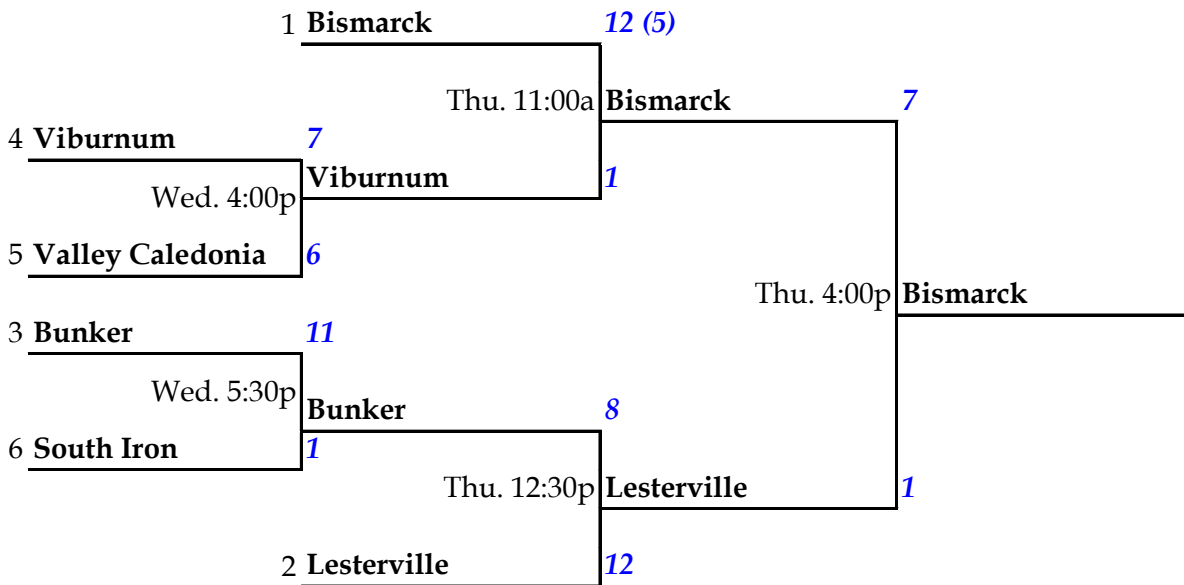 1 Bismarck 12 (5)
Thu. 11:00a Bismarck 7
4 Viburnum 7
Viburnum 1
Wed. 4:00p
5 Valley Caledonia 6
Thu. 4:00p Bismarck
3 Bunker 11
Wed. 5:30p
Bunker 8
6 South Iron 1
Thu. 12:30p Lesterville 1
2 Lesterville 12